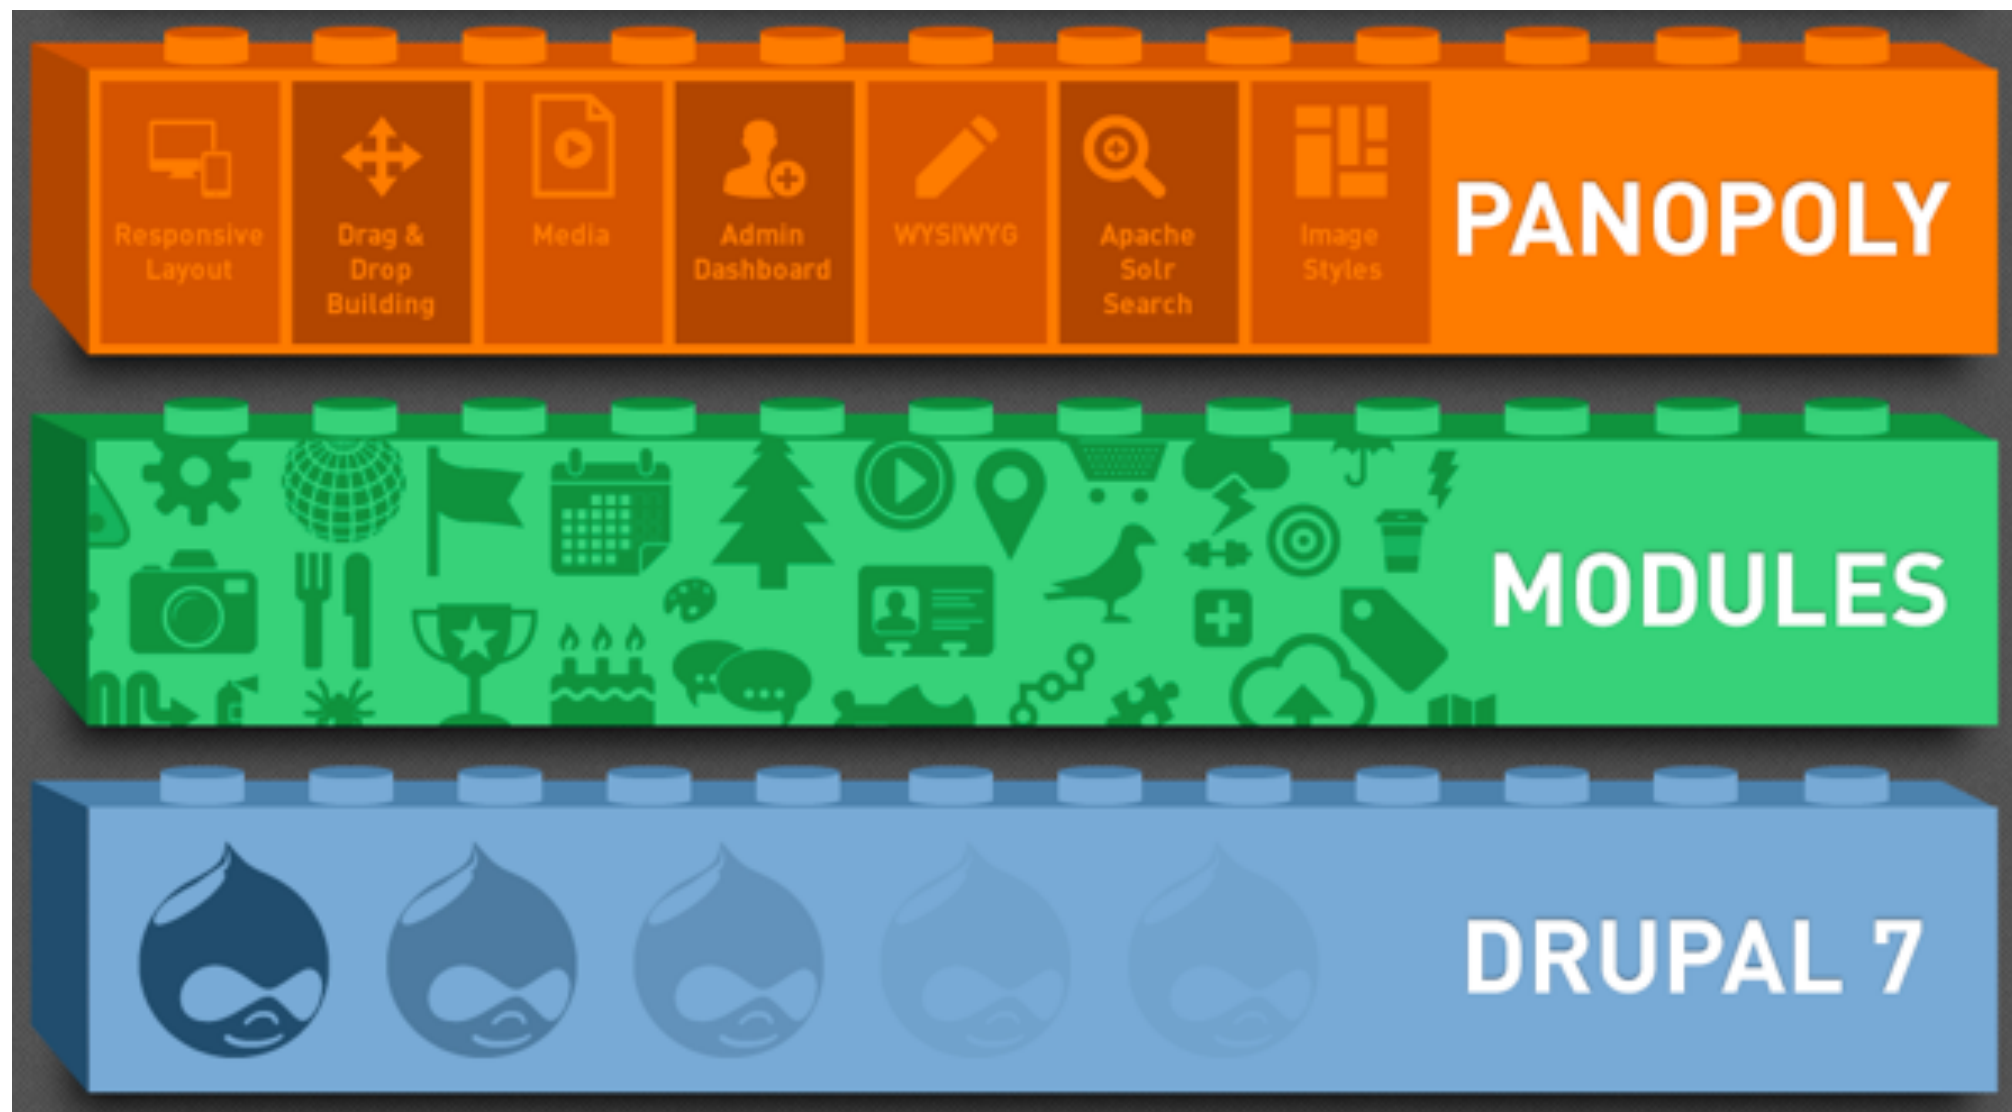 Responsive
Layout
Drag &
Drop
Building
Media
Admin
Dashboard
WYSIWYG
Apache
Solr
Search
Image
Styles
PANOPOLY
MODULES
DRUPAL 7